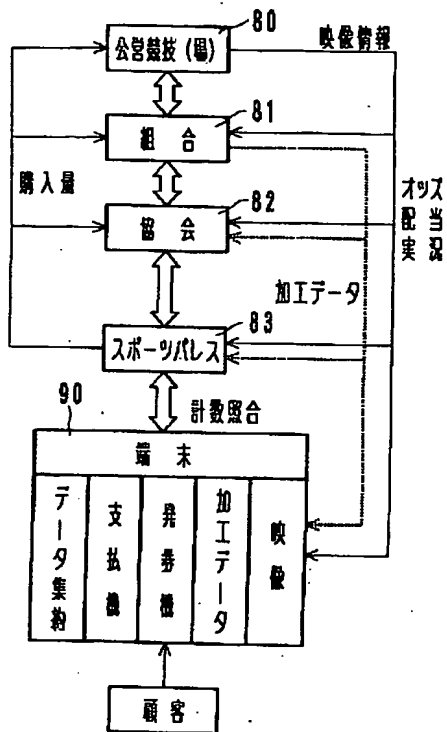 80
公営競技(場)
映像情報
81
組合
購入量
82
協会
オッズ
配当
実況
加工データ
83
スポーツパレス
90
計数照合
端末
データ集約
支払機
発券機
加工データ
映像
顧客